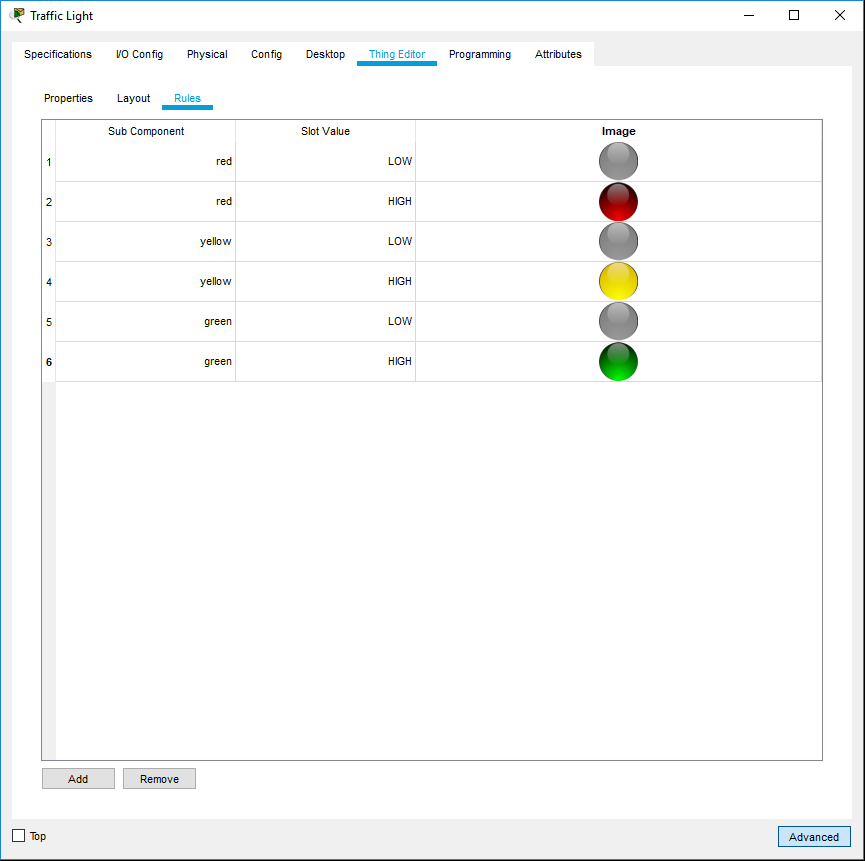 Traffic Light
Specifications I/O Config Physical Config Desktop Thing Editor Programming Attributes
Properties Layout Rules
Sub Component Slot Value Image
1 red LOW
2 red HIGH
3 yellow LOW
4 yellow HIGH
5 green LOW
6 green HIGH
Add Remove
Top Advanced